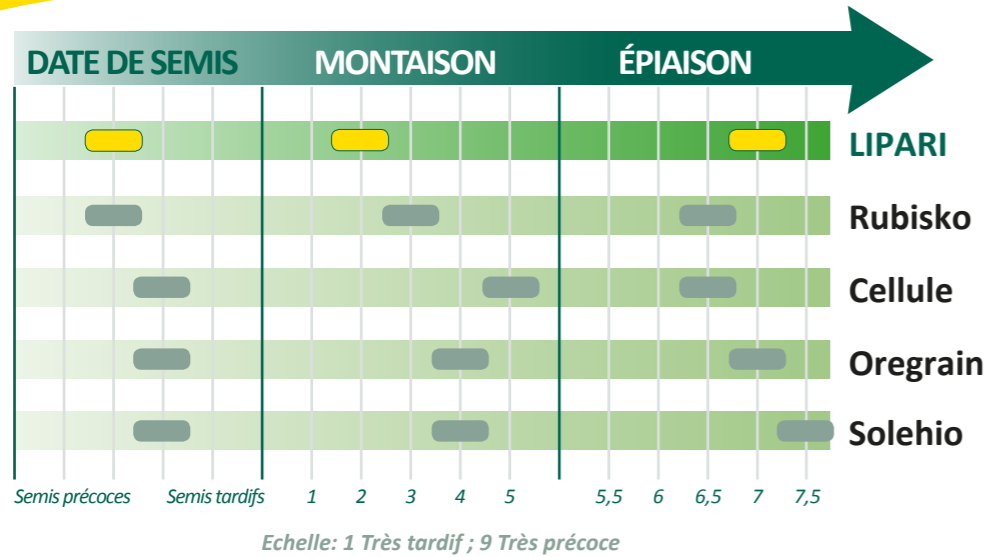 DATE DE SEMIS MONTAISON ÉPIAISON
LIPARI
Rubisko
Cellule
Oregrain
Solehio
Semis précoces Semis tardifs 1 2 3 4 5 5,5 6 6,5 7 7,5
Echelle: 1 Très tardif ; 9 Très précoce